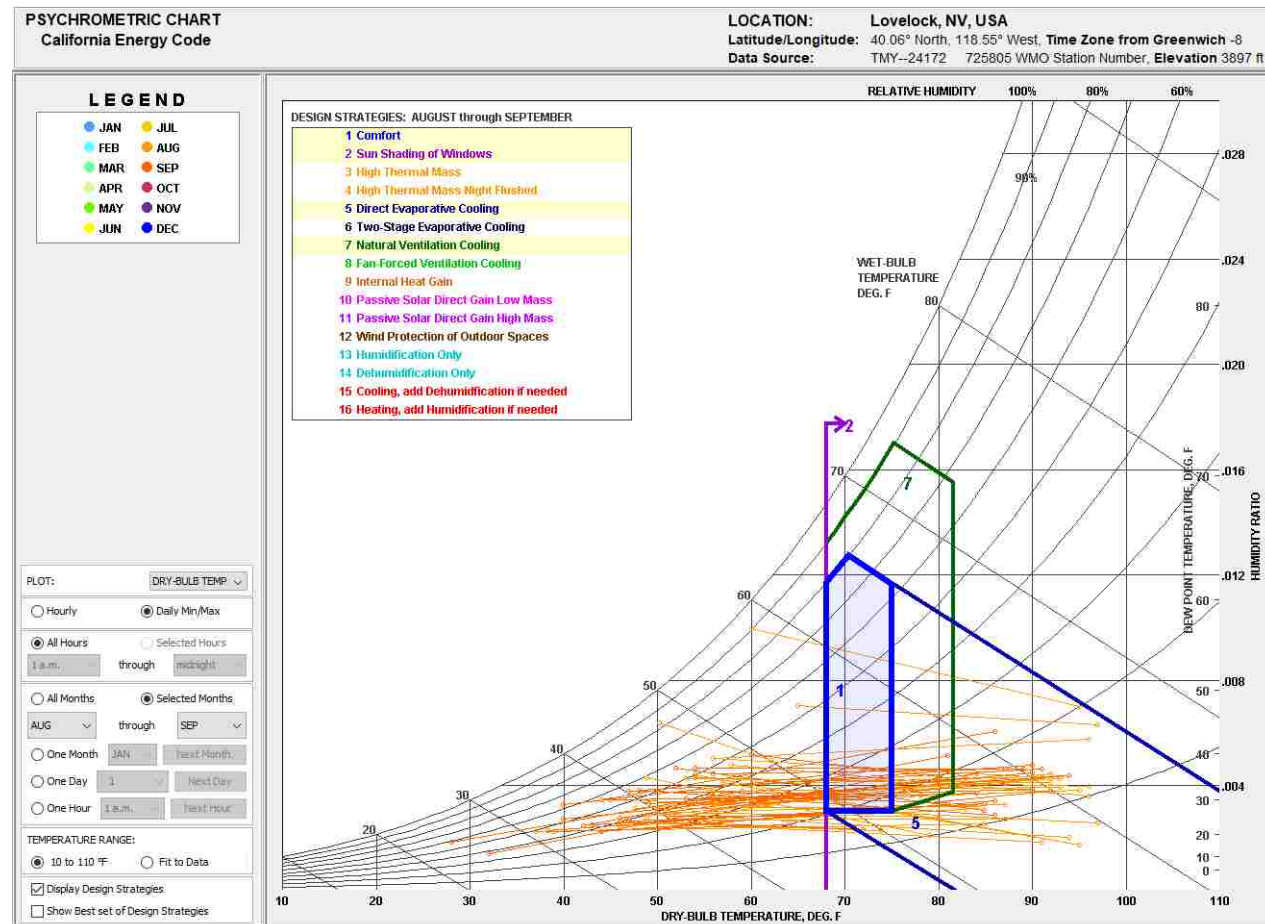 PSYCHROMETRIC CHART
California Energy Code
LOCATION: Lovelock, NV, USA
Latitude/Longitude: 40.06° North, 118.55° West, Time Zone from Greenwich -8
Data Source: TMY--24172 725805 WMO Station Number, Elevation 3897 ft
LEGEND
JAN JUL
FEB AUG
MAR SEP
APR OCT
MAY NOV
JUN DEC
PLOT: DRY-BULB TEMP
Hourly Daily Min/Max
All Hours Selected Hours
1 a.m. through midnight
All Months Selected Months
AUG through SEP
One Month JAN Next Month
One Day 1 Next Day
One Hour 1 a.m. Next Hour
TEMPERATURE RANGE:
10 to 110 °F Fit to Data
Display Design Strategies
Show Best set of Design Strategies
RELATIVE HUMIDITY 100% 80% 60%
90%
DESIGN STRATEGIES: AUGUST through SEPTEMBER
1 Comfort
2 Sun Shading of Windows
3 High Thermal Mass
4 High Thermal Mass Night Flushed
5 Direct Evaporative Cooling
6 Two-Stage Evaporative Cooling
7 Natural Ventilation Cooling
8 Fan-Forced Ventilation Cooling
9 Internal Heat Gain
10 Passive Solar Direct Gain Low Mass
11 Passive Solar Direct Gain High Mass
12 Wind Protection of Outdoor Spaces
13 Humidification Only
14 Dehumidification Only
15 Cooling, add Dehumidfication if needed
16 Heating, add Humidification if needed
WET-BULB
TEMPERATURE
DEG. F
20
30
40
50
60
70
80
2
7
1
5
DEW POINT TEMPERATURE, DEG. F
80
70
60
50
40
30
20
10
0
HUMIDITY RATIO
.028
.024
.020
.016
.012
.008
.004
10 20 30 40 50 60 70 80 90 100 110
DRY-BULB TEMPERATURE, DEG. F